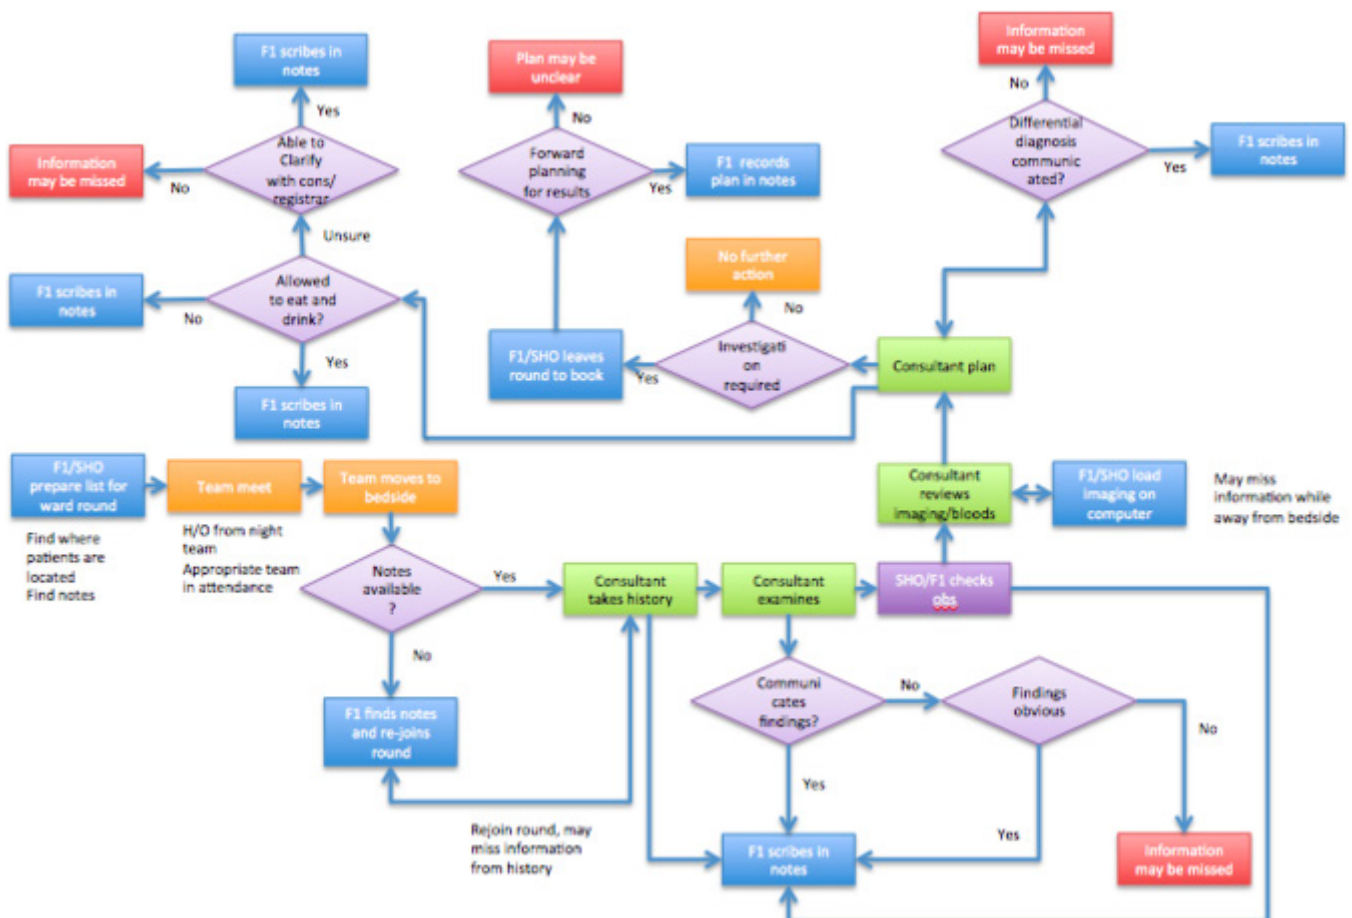 F1 scribes in
notes
Yes
Able to
Clarify
with cons/
registrar
No
Information
may be missed
Unsure
Allowed
to eat and
drink?
No
F1 scribes in
notes
Yes
F1 scribes in
notes
Plan may be
unclear
No
Forward
planning
for results
Yes
F1 records
plan in notes
No further
action
No
Investigati
on
required
Yes
F1/SHO leaves
round to book
Information
may be missed
No
Differential
diagnosis
communic
ated?
Yes
F1 scribes in
notes
Consultant plan
F1/SHO
prepare list for
ward round
Find where
patients are
located
Find notes
Team meet
H/O from night
team
Appropriate team
in attendance
Team moves to
bedside
Notes
available
?
Yes
No
F1 finds notes
and re-joins
round
Rejoin round, may
miss information
from history
Consultant
takes history
Consultant
examines
SHO/F1 checks
obs
Consultant
reviews
imaging/bloods
F1/SHO load
imaging on
computer
May miss
information while
away from bedside
Communi
cates
findings?
No
Findings
obvious
No
Yes
Yes
F1 scribes in
notes
Information
may be missed